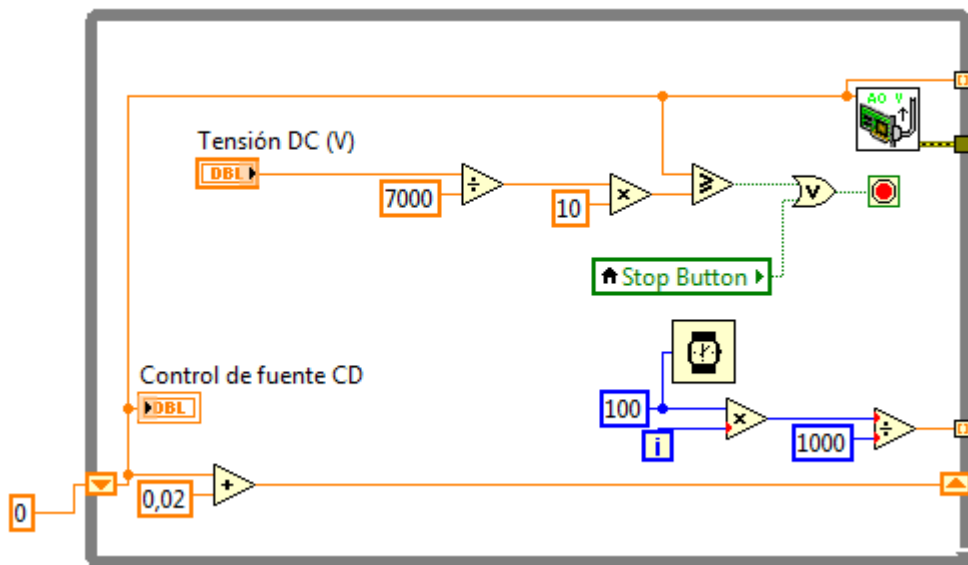 AO V
Tensión DC (V)
DBL
7000
10
V
Stop Button
Control de fuente CD
DBL
100
i
1000
0
0,02